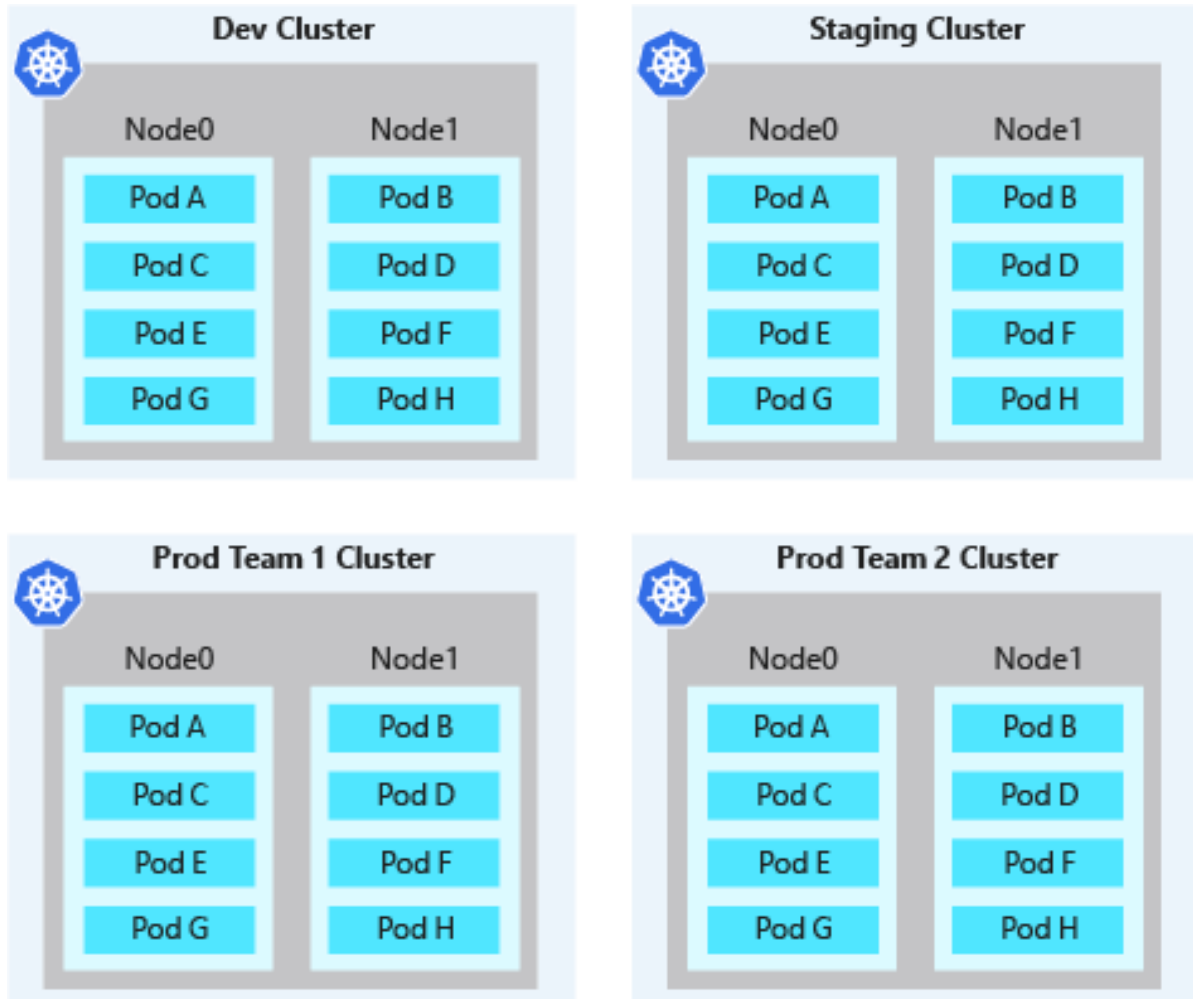 Dev Cluster
Node0
Node1
Pod A
Pod B
Pod C
Pod D
Pod E
Pod F
Pod G
Pod H
Staging Cluster
Node0
Node1
Pod A
Pod B
Pod C
Pod D
Pod E
Pod F
Pod G
Pod H
Prod Team 1 Cluster
Node0
Node1
Pod A
Pod B
Pod C
Pod D
Pod E
Pod F
Pod G
Pod H
Prod Team 2 Cluster
Node0
Node1
Pod A
Pod B
Pod C
Pod D
Pod E
Pod F
Pod G
Pod H